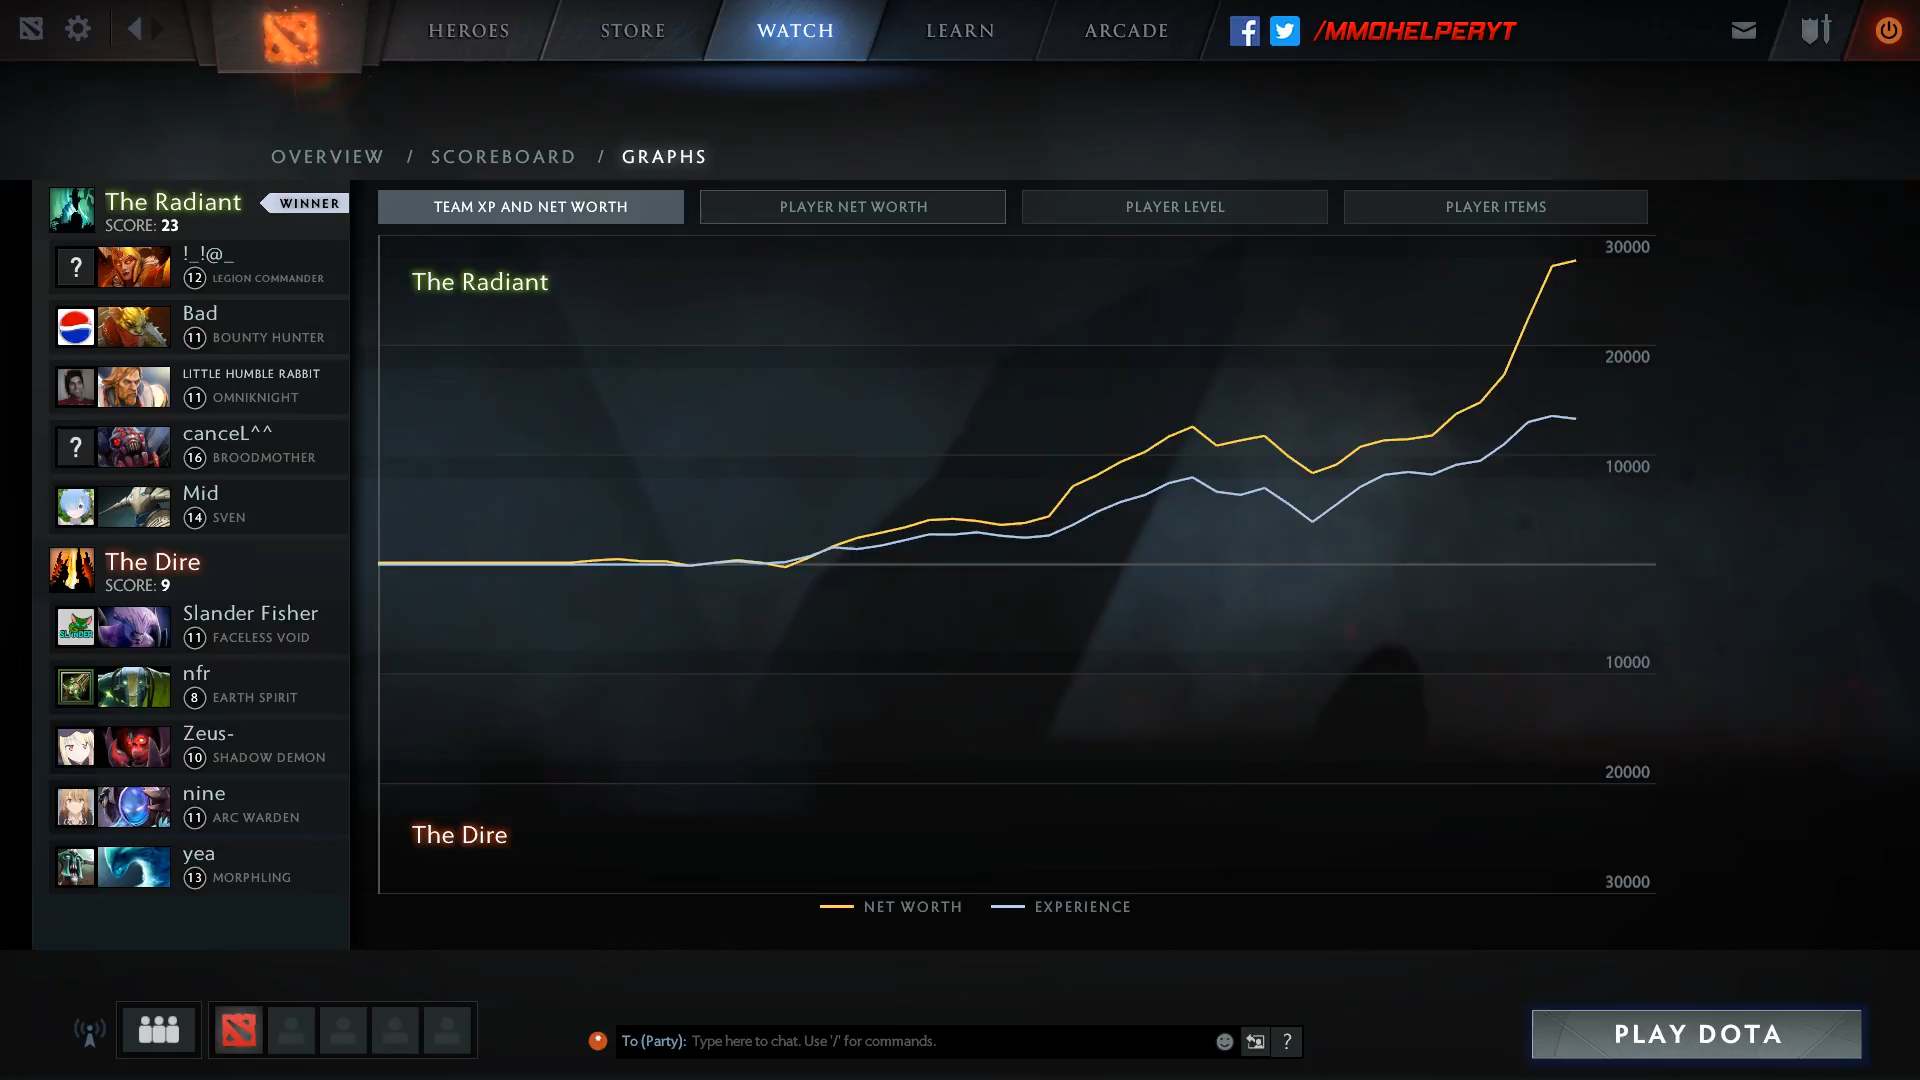 HEROES
STORE
WATCH
LEARN
ARCADE
/MMOHELPERYT
OVERVIEW / SCOREBOARD / GRAPHS
The Radiant
WINNER
SCORE: 23
?
!_!@_
12 LEGION COMMANDER
Bad
11 BOUNTY HUNTER
LITTLE HUMBLE RABBIT
11 OMNIKNIGHT
?
canceL^^
16 BROODMOTHER
Mid
14 SVEN
The Dire
SCORE: 9
SLANDER
Slander Fisher
11 FACELESS VOID
nfr
8 EARTH SPIRIT
Zeus-
10 SHADOW DEMON
nine
11 ARC WARDEN
yea
13 MORPHLING
TEAM XP AND NET WORTH
PLAYER NET WORTH
PLAYER LEVEL
PLAYER ITEMS
The Radiant
30000
20000
10000
10000
20000
The Dire
30000
NET WORTH
EXPERIENCE
To (Party): Type here to chat. Use '/' for commands.
?
PLAY DOTA